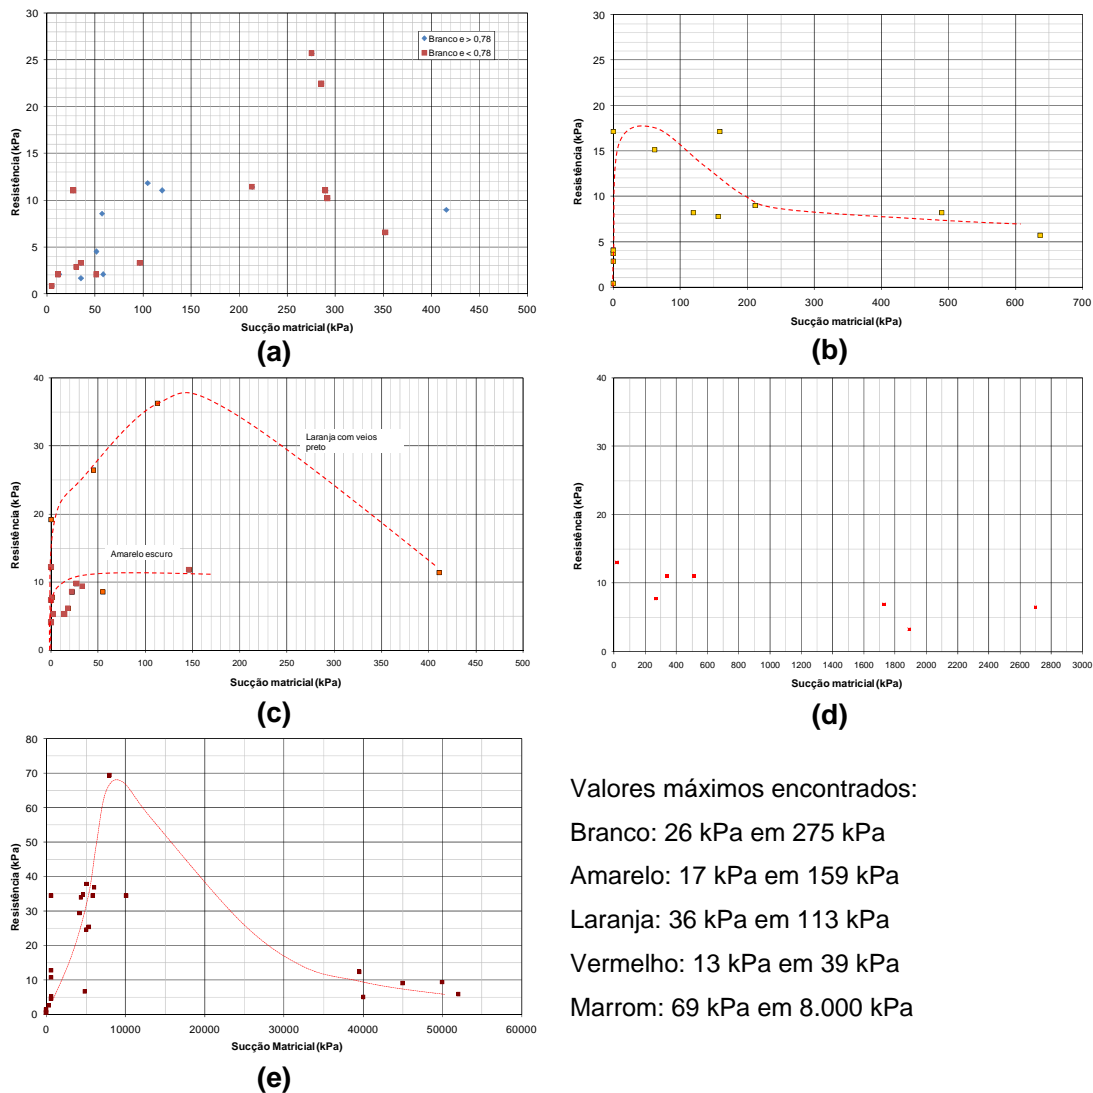 30
25
20
15
10
5
0
Resistência (kPa)
Branco e > 0,78
Branco e < 0,78
0 50 100 150 200 250 300 350 400 450 500
Sucção matricial (kPa)
(a)
30
25
20
15
10
5
0
Resistência (kPa)
0 100 200 300 400 500 600 700
Sucção matricial (kPa)
(b)
40
30
20
10
0
Resistência (kPa)
Laranja com veios
preto
Amarelo escuro
0 50 100 150 200 250 300 350 400 450 500
Sucção matricial (kPa)
(c)
40
30
20
10
0
Resistência (kPa)
0 200 400 600 800 1000 1200 1400 1600 1800 2000 2200 2400 2600 2800 3000
Sucção matricial (kPa)
(d)
80
70
60
50
40
30
20
10
0
Resistência (kPa)
0 10000 20000 30000 40000 50000 60000
Sucção Matricial (kPa)
(e)
Valores máximos encontrados:
Branco: 26 kPa em 275 kPa
Amarelo: 17 kPa em 159 kPa
Laranja: 36 kPa em 113 kPa
Vermelho: 13 kPa em 39 kPa
Marrom: 69 kPa em 8.000 kPa